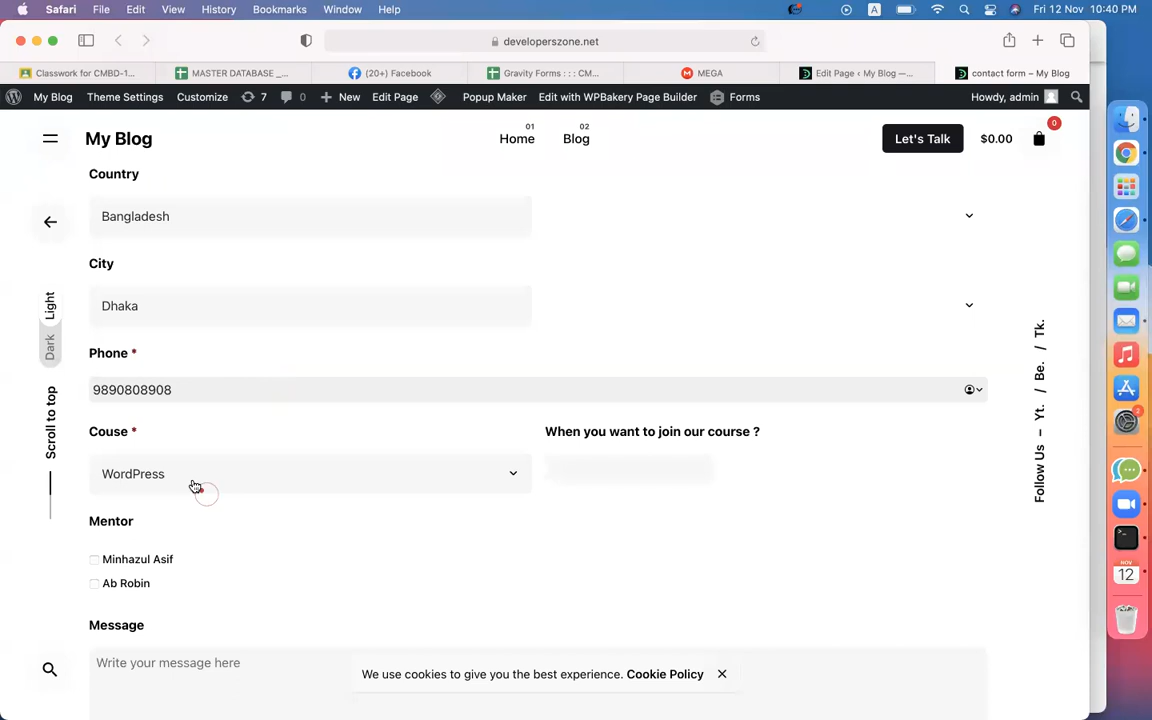 Safari File Edit View History Bookmarks Window Help A Fri 12 Nov 10:40 PM
developerszone.net
Classwork for CMBD-1... MASTER DATABASE _... (20+) Facebook Gravity Forms : : : CM... MEGA Edit Page ‹ My Blog —... contact form – My Blog
My Blog Theme Settings Customize 7 0 New Edit Page Popup Maker Edit with WPBakery Page Builder Forms Howdy, admin
My Blog 01 Home 02 Blog Let's Talk $0.00 0
Country
Bangladesh
City
Dhaka
Light
Dark
Scroll to top
Phone *
9890808908
Couse * When you want to join our course ?
WordPress
Mentor
Minhazul Asif
Ab Robin
Message
Write your message here
We use cookies to give you the best experience. Cookie Policy
Follow Us – Yt. / Be. / Tk.
2
NOV
12